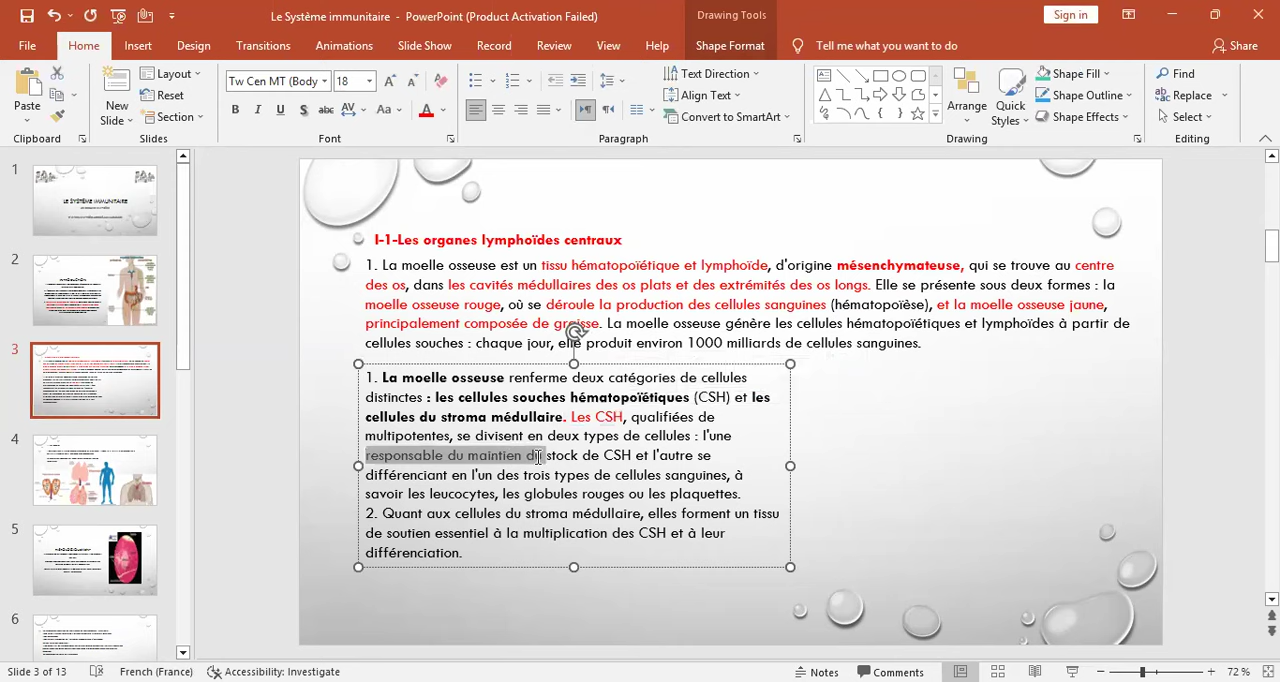 Le Système immunitaire - PowerPoint (Product Activation Failed)
Drawing Tools
Sign in
File Home Insert Design Transitions Animations Slide Show Record Review View Help Shape Format Tell me what you want to do Share
Paste
Clipboard
New Slide
Layout
Reset
Section
Slides
Tw Cen MT (Body 18
B I U S abc AV Aa A
Font
Text Direction
Align Text
Convert to SmartArt
Paragraph
Arrange
Quick Styles
Shape Fill
Shape Outline
Shape Effects
Drawing
Find
Replace
Select
Editing
1
LE SYSTÈME IMMUNITAIRE
2
3
4
5
6
I-1-Les organes lymphoïdes centraux
1. La moelle osseuse est un tissu hématopoïétique et lymphoïde, d'origine mésenchymateuse, qui se trouve au centre
des os, dans les cavités médullaires des os plats et des extrémités des os longs. Elle se présente sous deux formes : la
moelle osseuse rouge, où se déroule la production des cellules sanguines (hématopoïèse), et la moelle osseuse jaune,
principalement composée de graisse. La moelle osseuse génère les cellules hématopoïétiques et lymphoïdes à partir de
cellules souches : chaque jour, elle produit environ 1000 milliards de cellules sanguines.
1. La moelle osseuse renferme deux catégories de cellules
distinctes : les cellules souches hématopoïétiques (CSH) et les
cellules du stroma médullaire. Les CSH, qualifiées de
multipotentes, se divisent en deux types de cellules : l'une
responsable du maintien du stock de CSH et l'autre se
différenciant en l'un des trois types de cellules sanguines, à
savoir les leucocytes, les globules rouges ou les plaquettes.
2. Quant aux cellules du stroma médullaire, elles forment un tissu
de soutien essentiel à la multiplication des CSH et à leur
différenciation.
Slide 3 of 13 French (France) Accessibility: Investigate Notes Comments 72 %